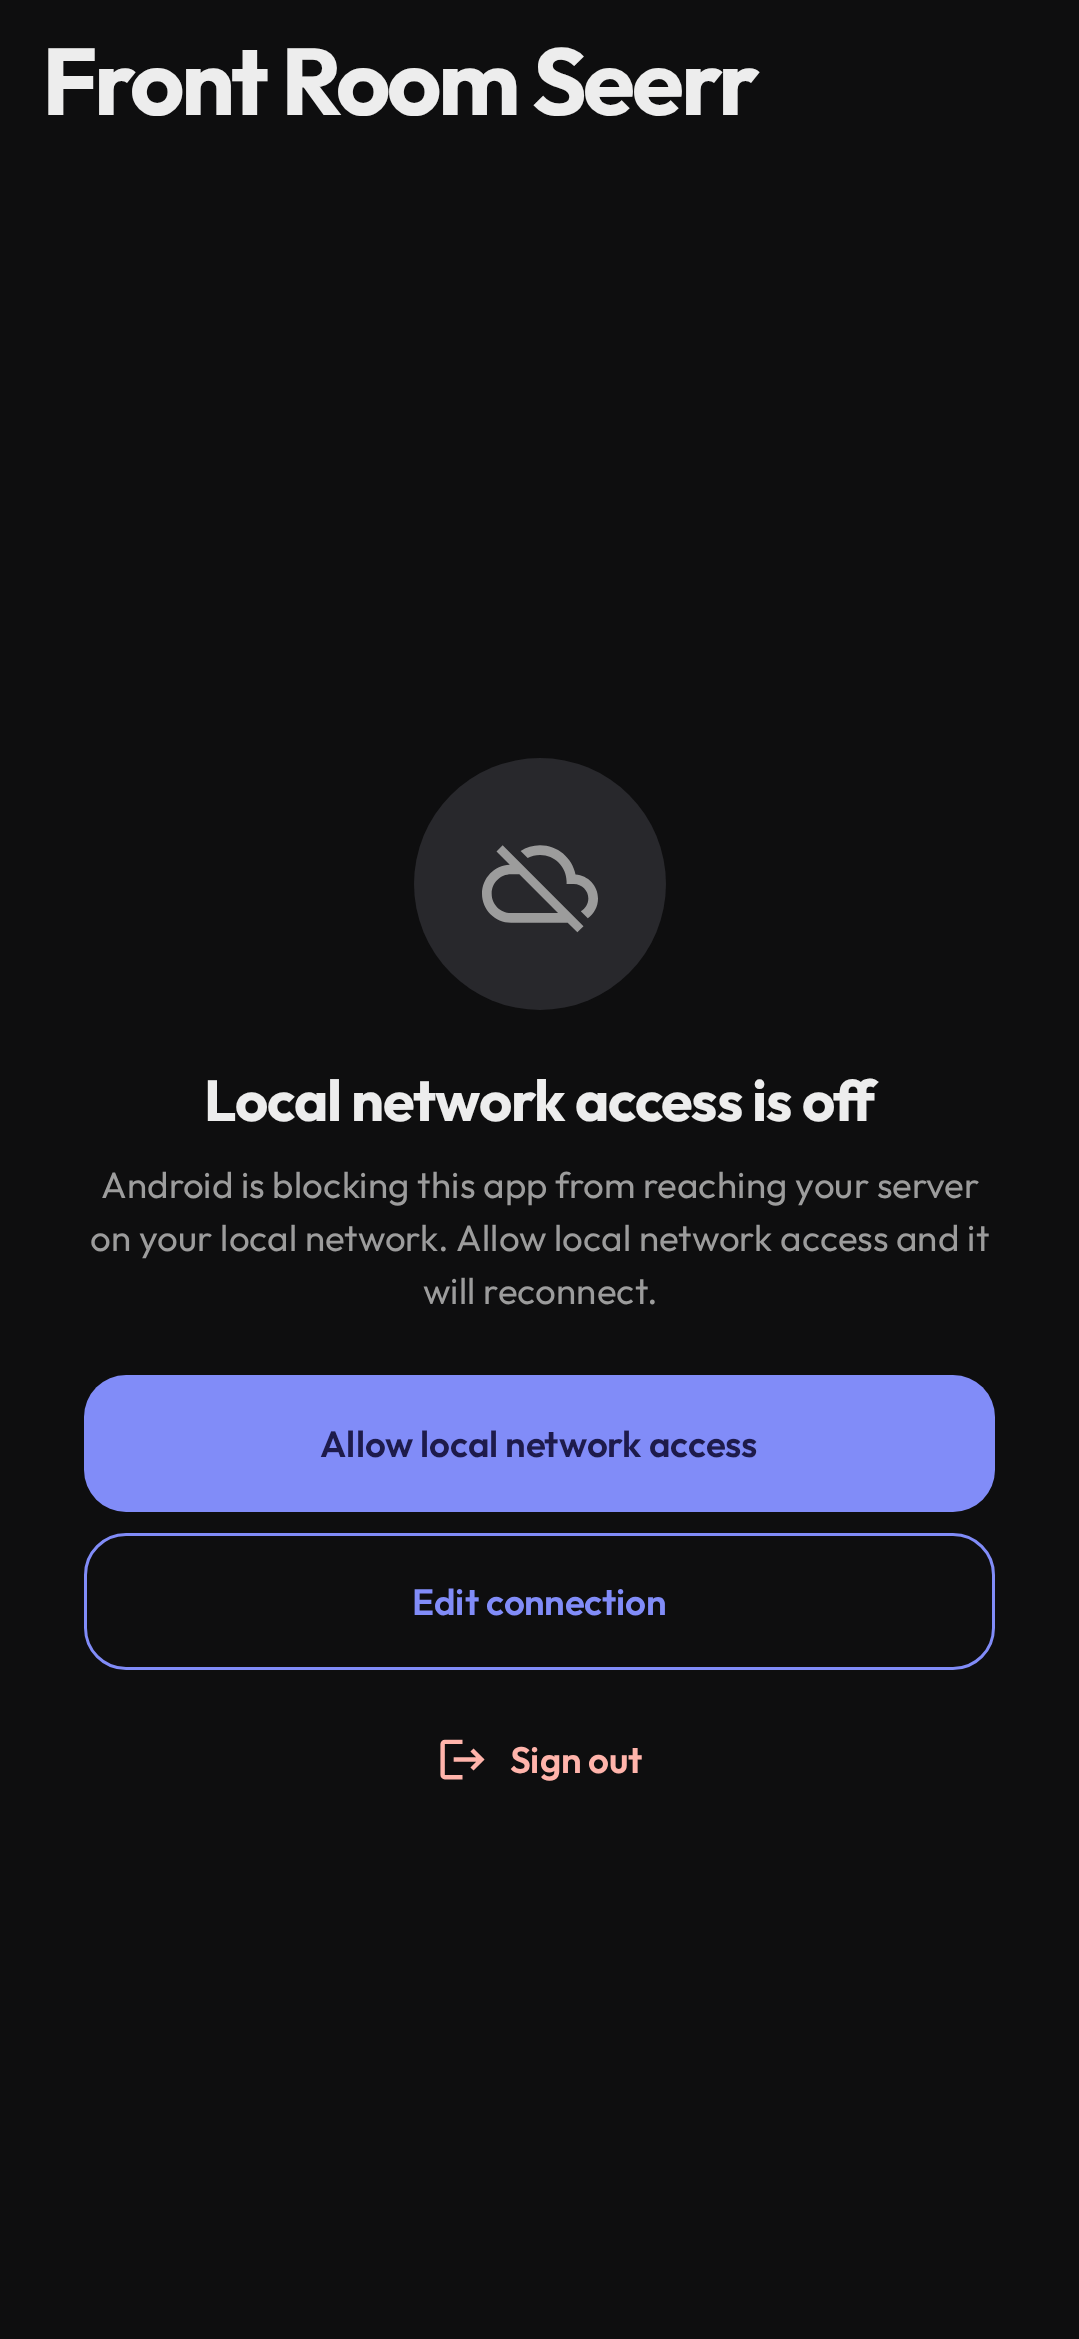 Front Room Seerr
Local network access is off
Android is blocking this app from reaching your server
on your local network. Allow local network access and it
will reconnect.
Allow local network access
Edit connection
Sign out